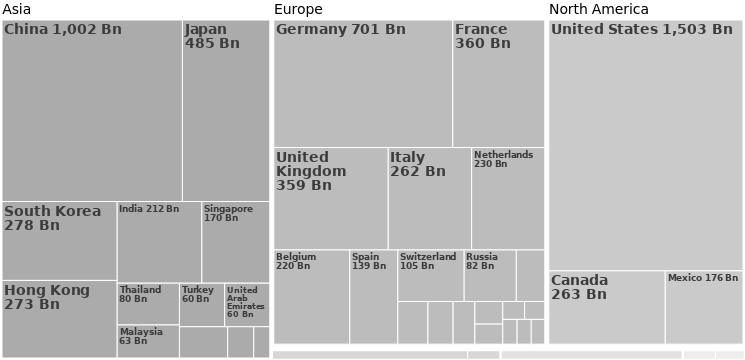 Asia
China 1,002 Bn
Japan
485 Bn
South Korea
278 Bn
India 212 Bn
Singapore
170 Bn
Hong Kong
273 Bn
Thailand
80 Bn
Turkey
60 Bn
United
Arab
Emirates
60 Bn
Malaysia
63 Bn
Europe
Germany 701 Bn
France
360 Bn
United
Kingdom
359 Bn
Italy
262 Bn
Netherlands
230 Bn
Belgium
220 Bn
Spain
139 Bn
Switzerland
105 Bn
Russia
82 Bn
North America
United States 1,503 Bn
Canada
263 Bn
Mexico 176 Bn